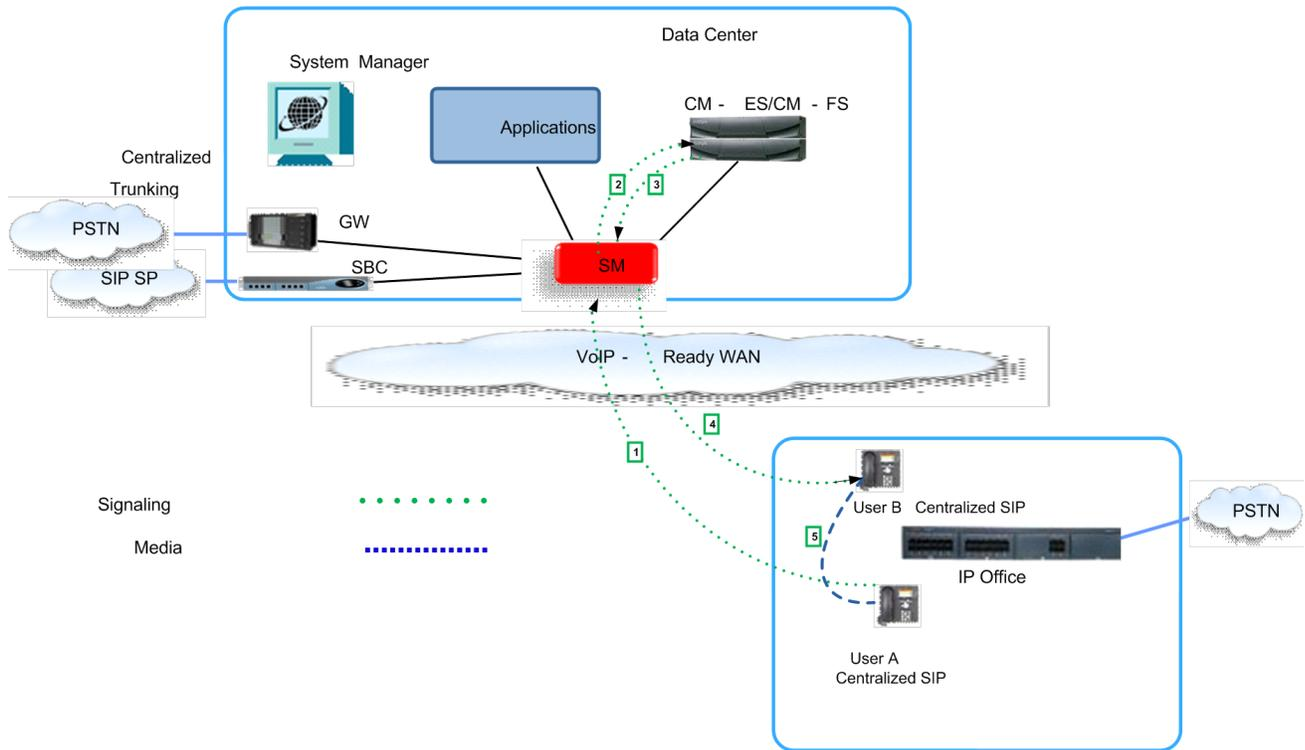 Data Center
System Manager
CM - ES/CM - FS
Applications
Centralized
Trunking
2
3
PSTN
GW
SM
SBC
SIP SP
VoIP - Ready WAN
4
1
Signaling
User B Centralized SIP
PSTN
5
Media
IP Office
User A
Centralized SIP